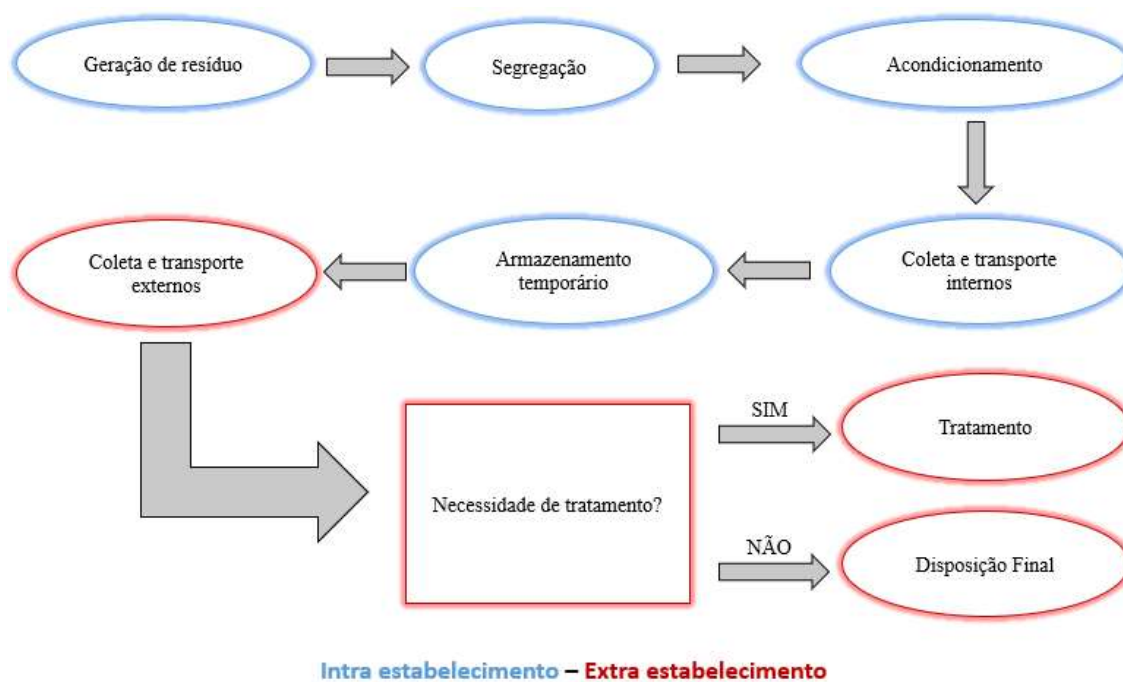 Geração de resíduo
Segregação
Acondicionamento
Coleta e transporte
internos
Armazenamento
temporário
Coleta e transporte
externos
Necessidade de tratamento?
SIM
Tratamento
NÃO
Disposição Final
Intra estabelecimento – Extra estabelecimento